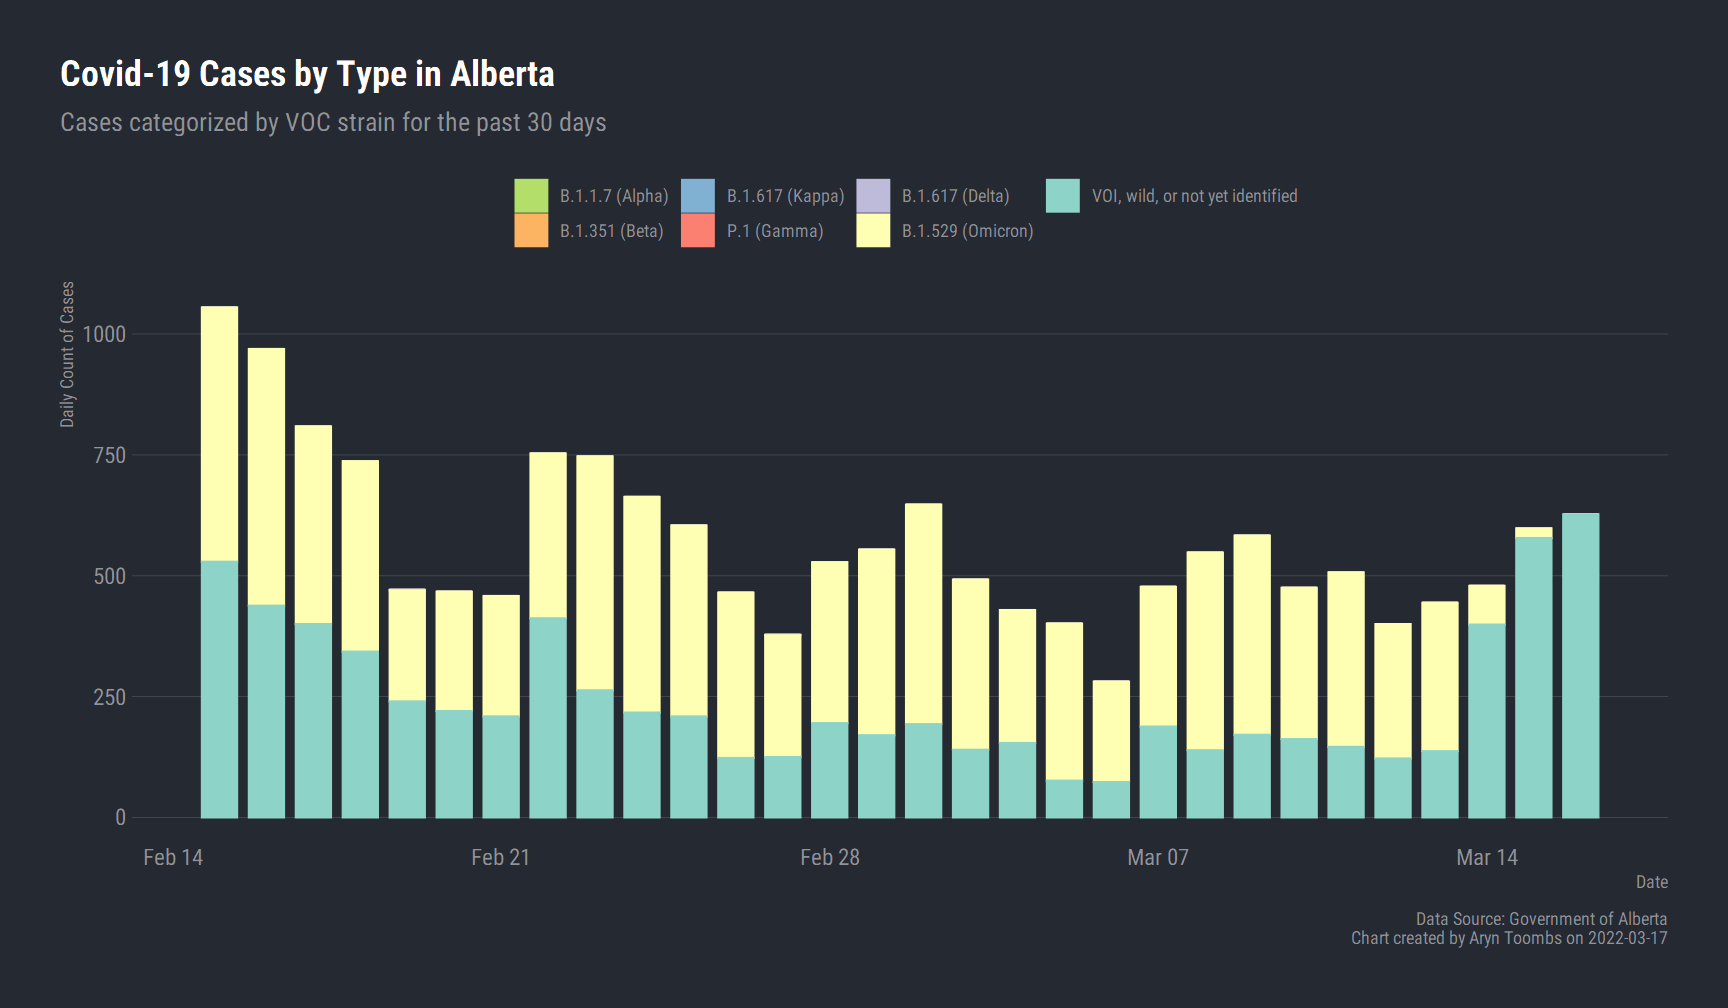 Covid-19 Cases by Type in Alberta
Cases categorized by VOC strain for the past 30 days
B.1.1.7 (Alpha) B.1.617 (Kappa) B.1.617 (Delta) VOI, wild, or not yet identified
B.1.351 (Beta) P.1 (Gamma) B.1.529 (Omicron)
Daily Count of Cases
1000
750
500
250
0
Feb 14 Feb 21 Feb 28 Mar 07 Mar 14
Date
Data Source: Government of Alberta
Chart created by Aryn Toombs on 2022-03-17